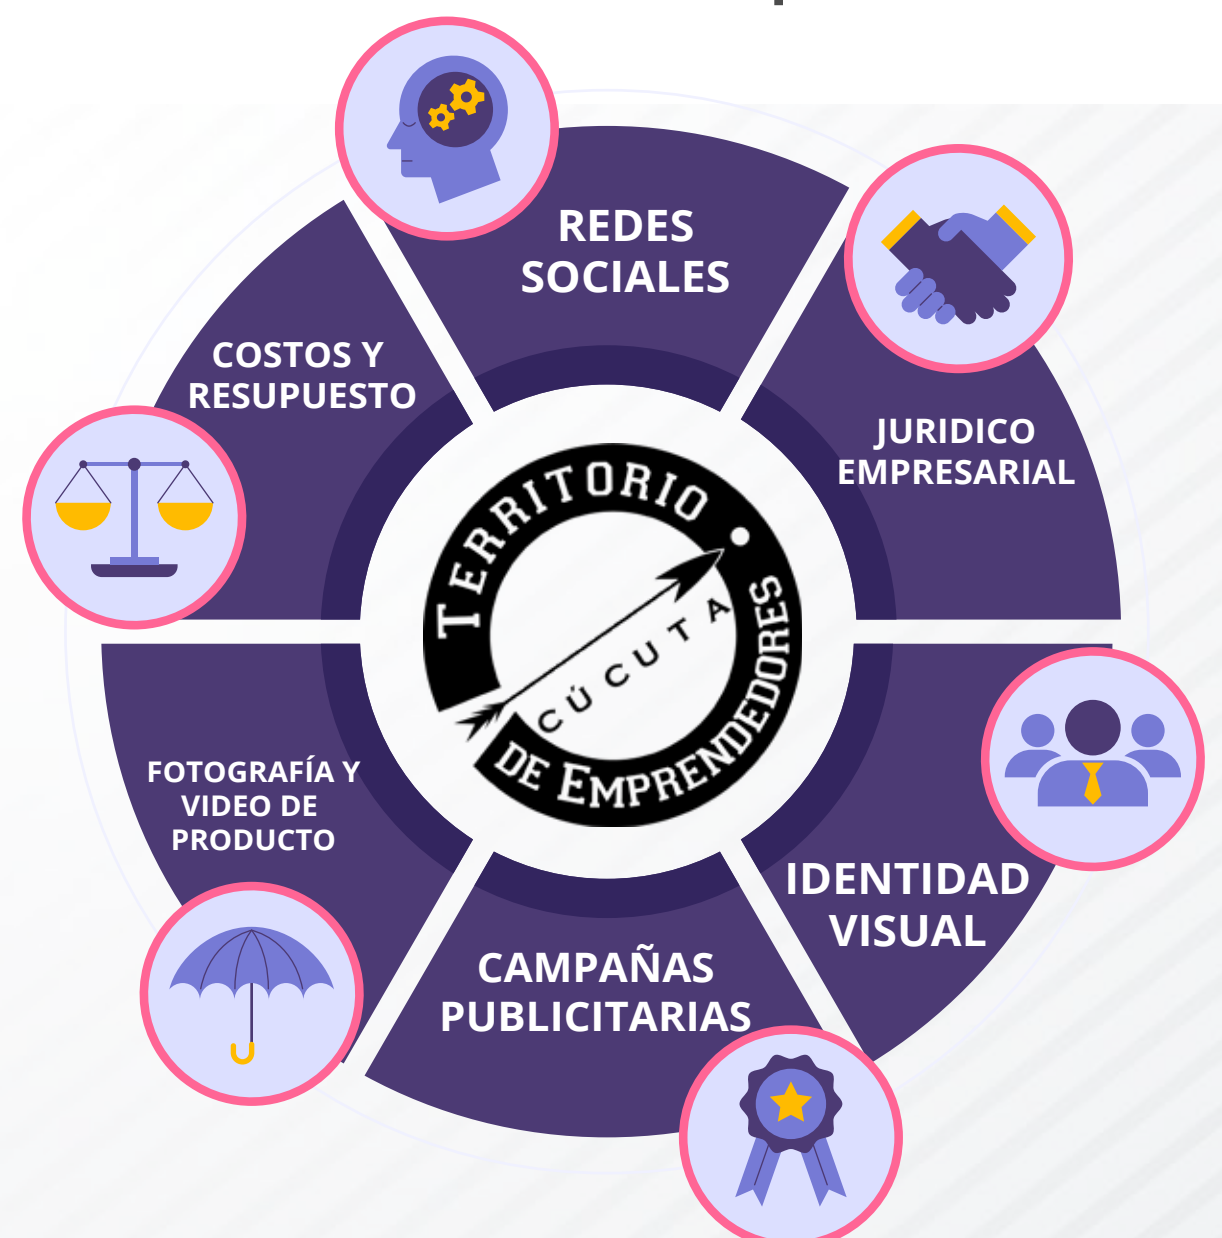 REDES
SOCIALES
JURIDICO
EMPRESARIAL
IDENTIDAD
VISUAL
CAMPAÑAS
PUBLICITARIAS
FOTOGRAFÍA Y
VIDEO DE
PRODUCTO
COSTOS Y
RESUPUESTO
TERRITORIO
DE EMPRENDEDORES
CÚCUTA